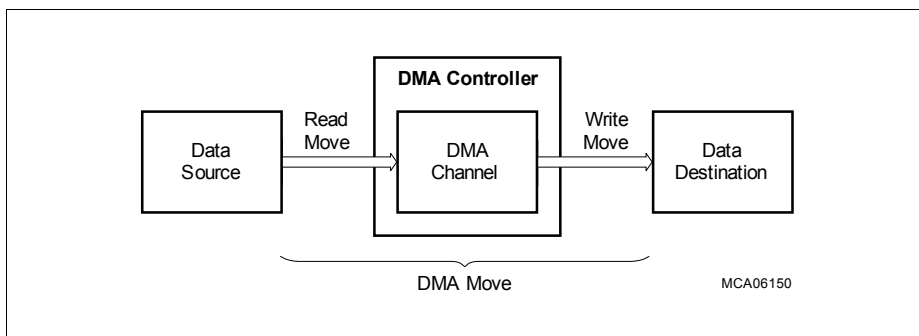 DMA Controller
Read
Move
Write
Move
Data
Source
DMA
Channel
Data
Destination
DMA Move
MCA06150